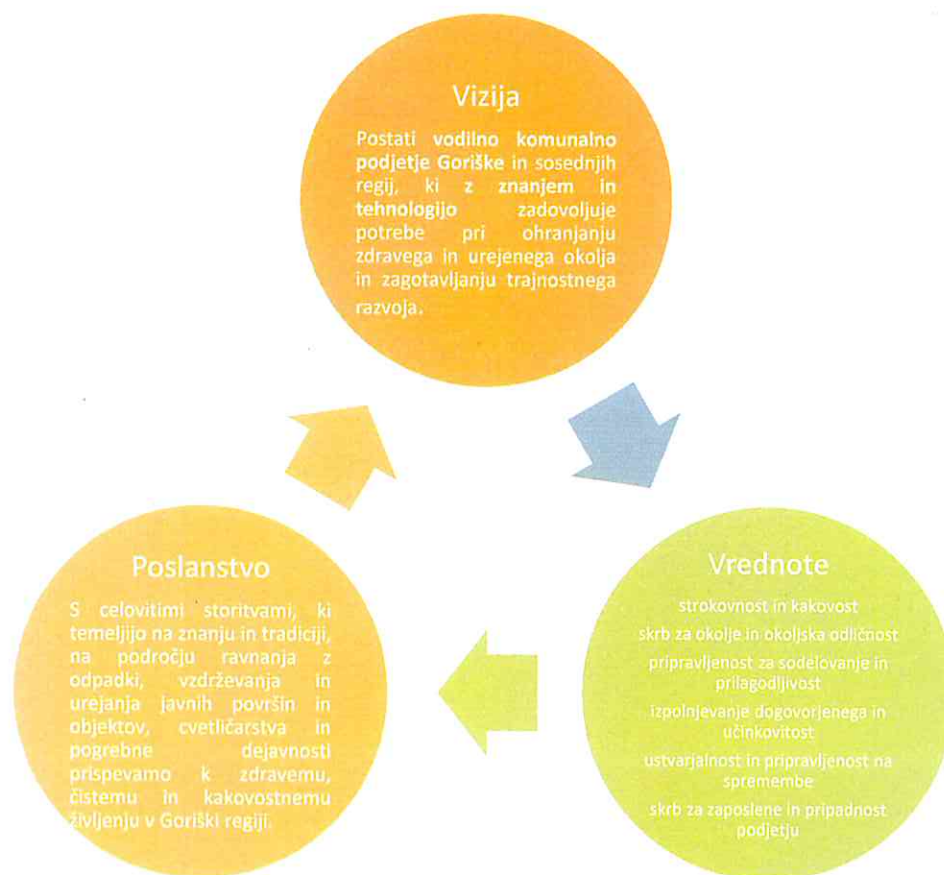 Vizija
Postati vodilno komunalno
podjetje Goriške in sosednjih
regij, ki z znanjem in
tehnologijo zadovoljuje
potrebe pri ohranjanju
zdravega in urejenega okolja
in zagotavljanju trajnostnega
razvoja.
Poslanstvo
S celovitimi storitvami, ki
temeljijo na znanju in tradiciji,
na področju ravnanja z
odpadki, vzdrževanja in
urejanja javnih površin in
objektov, cvetličarstva in
pogrebne dejavnosti
prispevamo k zdravemu,
čistemu in kakovostnemu
življenju v Goriški regiji.
Vrednote
strokovnost in kakovost
skrb za okolje in okoljska odličnost
pripravljenost za sodelovanje in
prilagodljivost
izpolnjevanje dogovorjenega in
učinkovitost
ustvarjalnost in pripravljenost na
spremembe
skrb za zaposlene in pripadnost
podjetju